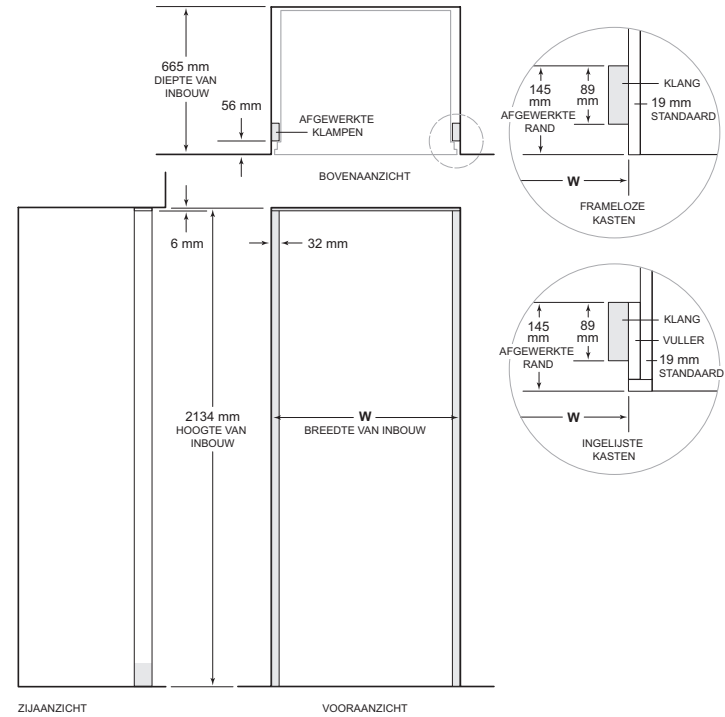 665 mm
DIEPTE VAN
INBOUW
56 mm
AFGEWERKTE
KLAMPEN
BOVENAANZICHT
145
mm
AFGEWERKTE
RAND
89
mm
KLANG
19 mm
STANDAARD
W
FRAMELOZE
KASTEN
6 mm
32 mm
2134 mm
HOOGTE VAN
INBOUW
W
BREEDTE VAN INBOUW
145
mm
AFGEWERKTE
RAND
89
mm
KLANG
VULLER
19 mm
STANDAARD
W
INGELIJSTE
KASTEN
ZIJAANZICHT
VOORAANZICHT